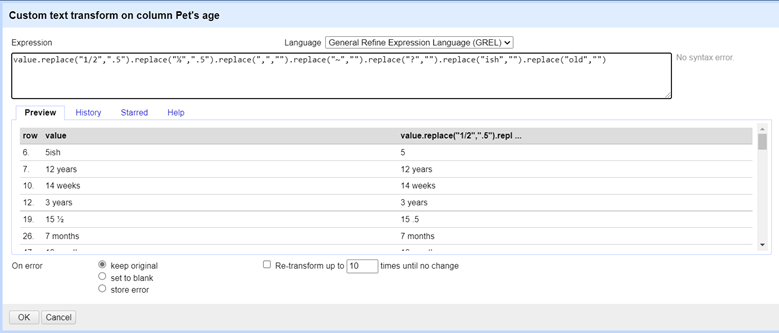 Custom text transform on column Pet's age
Expression Language General Refine Expression Language (GREL)
value.replace("1/2",".5").replace("½",".5").replace(",","").replace("~","").replace("?","").replace("ish","").replace("old","")
No syntax error.
Preview History Starred Help
row value value.replace("1/2",".5").repl ...
6. 5ish 5
7. 12 years 12 years
10. 14 weeks 14 weeks
12. 3 years 3 years
19. 15 ½ 15 .5
26. 7 months 7 months
On error keep original Re-transform up to 10 times until no change
set to blank
store error
OK Cancel